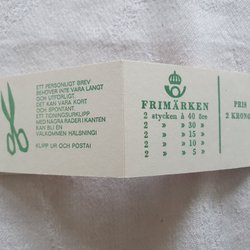 ETT PERSONLIGT BREV
BEHÖVER INTE VARA LÅNGT
OCH UTFÖRLIGT.
DET KAN VARA KORT
OCH SPONTANT.
ETT TIDNINGSURKLIPP
MED NÅGRA RADER I KANTEN
KAN BLI EN
VÄLKOMMEN HÄLSNING!
KLIPP UR OCH POSTA!
FRIMÄRKEN
2 stycken à 40 öre
2 » » 30 »
2 » » 15 »
2 » » 10 »
2 » » 5 »
PRIS
2 KRONO